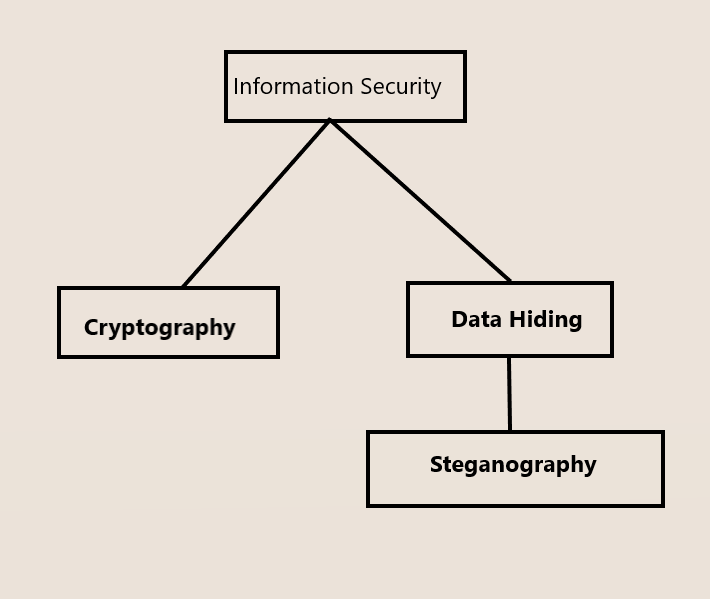 Information Security
Cryptography
Data Hiding
Steganography